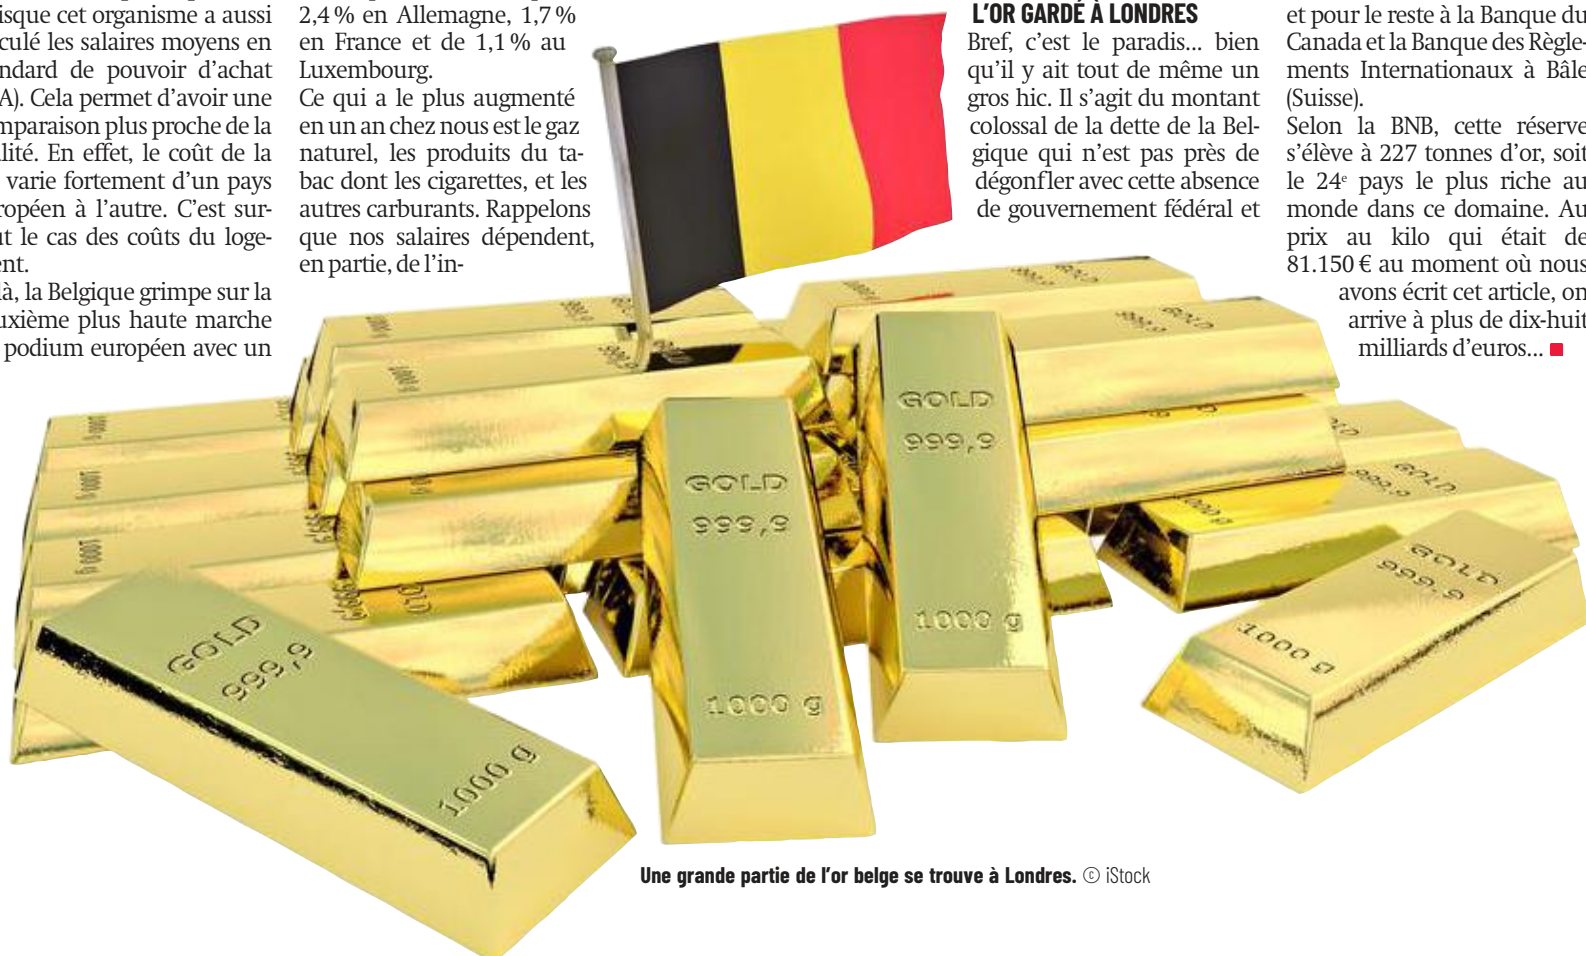 isque cet organisme a aussi
culé les salaires moyens en
ndard de pouvoir d'achat
A). Cela permet d'avoir une
mparaison plus proche de la
lité. En effet, le coût de la
varie fortement d'un pays
ropéen à l'autre. C'est sur-
ut le cas des coûts du loge-
ent.
là, la Belgique grimpe sur la
uxième plus haute marche
podium européen avec un
2,4 % en Allemagne, 1,7 %
en France et de 1,1 % au
Luxembourg.
Ce qui a le plus augmenté
en un an chez nous est le gaz
naturel, les produits du ta-
bac dont les cigarettes, et les
autres carburants. Rappelons
que nos salaires dépendent,
en partie, de l'in-
L'OR GARDÉ À LONDRES
Bref, c'est le paradis... bien
qu'il y ait tout de même un
gros hic. Il s'agit du montant
colossal de la dette de la Bel-
gique qui n'est pas près de
dégonfler avec cette absence
de gouvernement fédéral et
et pour le reste à la Banque du
Canada et la Banque des Règle-
ments Internationaux à Bâle
(Suisse).
Selon la BNB, cette réserve
s'élève à 227 tonnes d'or, soit
le 24e pays le plus riche au
monde dans ce domaine. Au
prix au kilo qui était de
81.150 € au moment où nous
avons écrit cet article, on
arrive à plus de dix-huit
milliards d'euros...
GOLD
999,9
1000 g
GOLD
999,9
1000 g
GOLD
999,9
1000 g
GOLD
999,9
1000 g
Une grande partie de l'or belge se trouve à Londres. © iStock